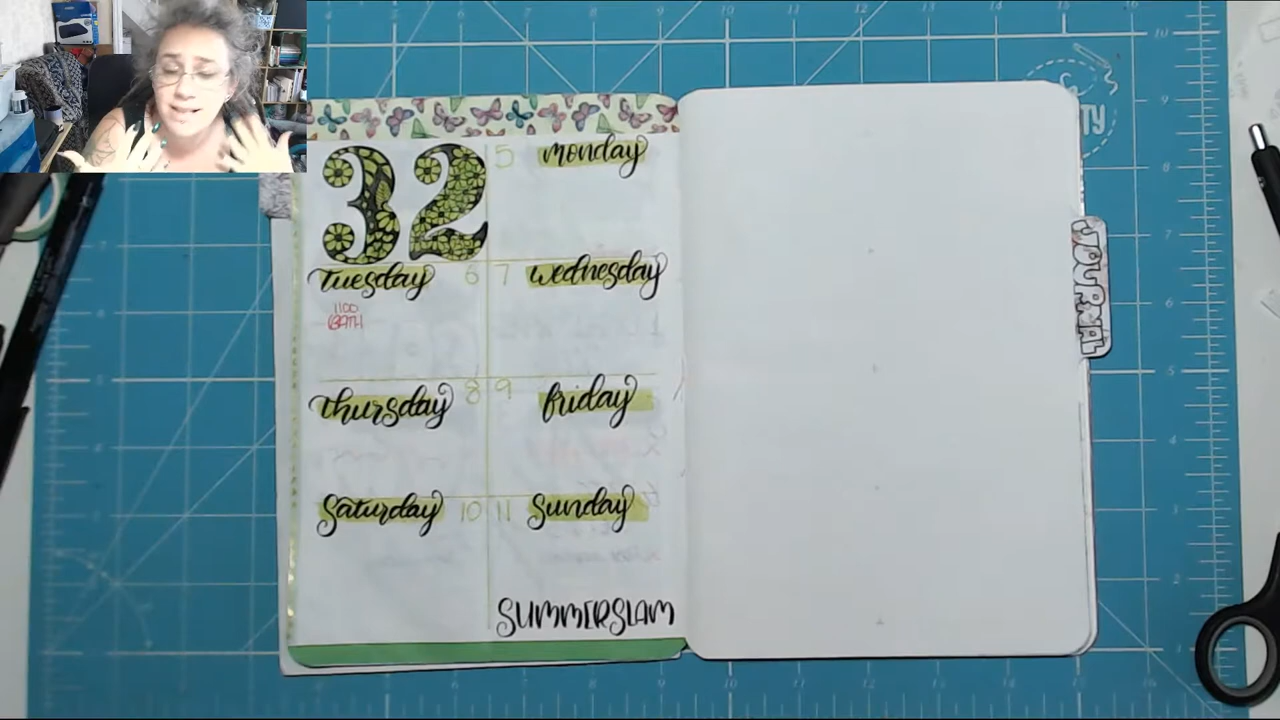 32
5 monday
Tuesday 6
7 wednesday
1100
BATH
Thursday 8
9 friday
Saturday 10
11 Sunday
SUMMERSLAM
JOURNAL